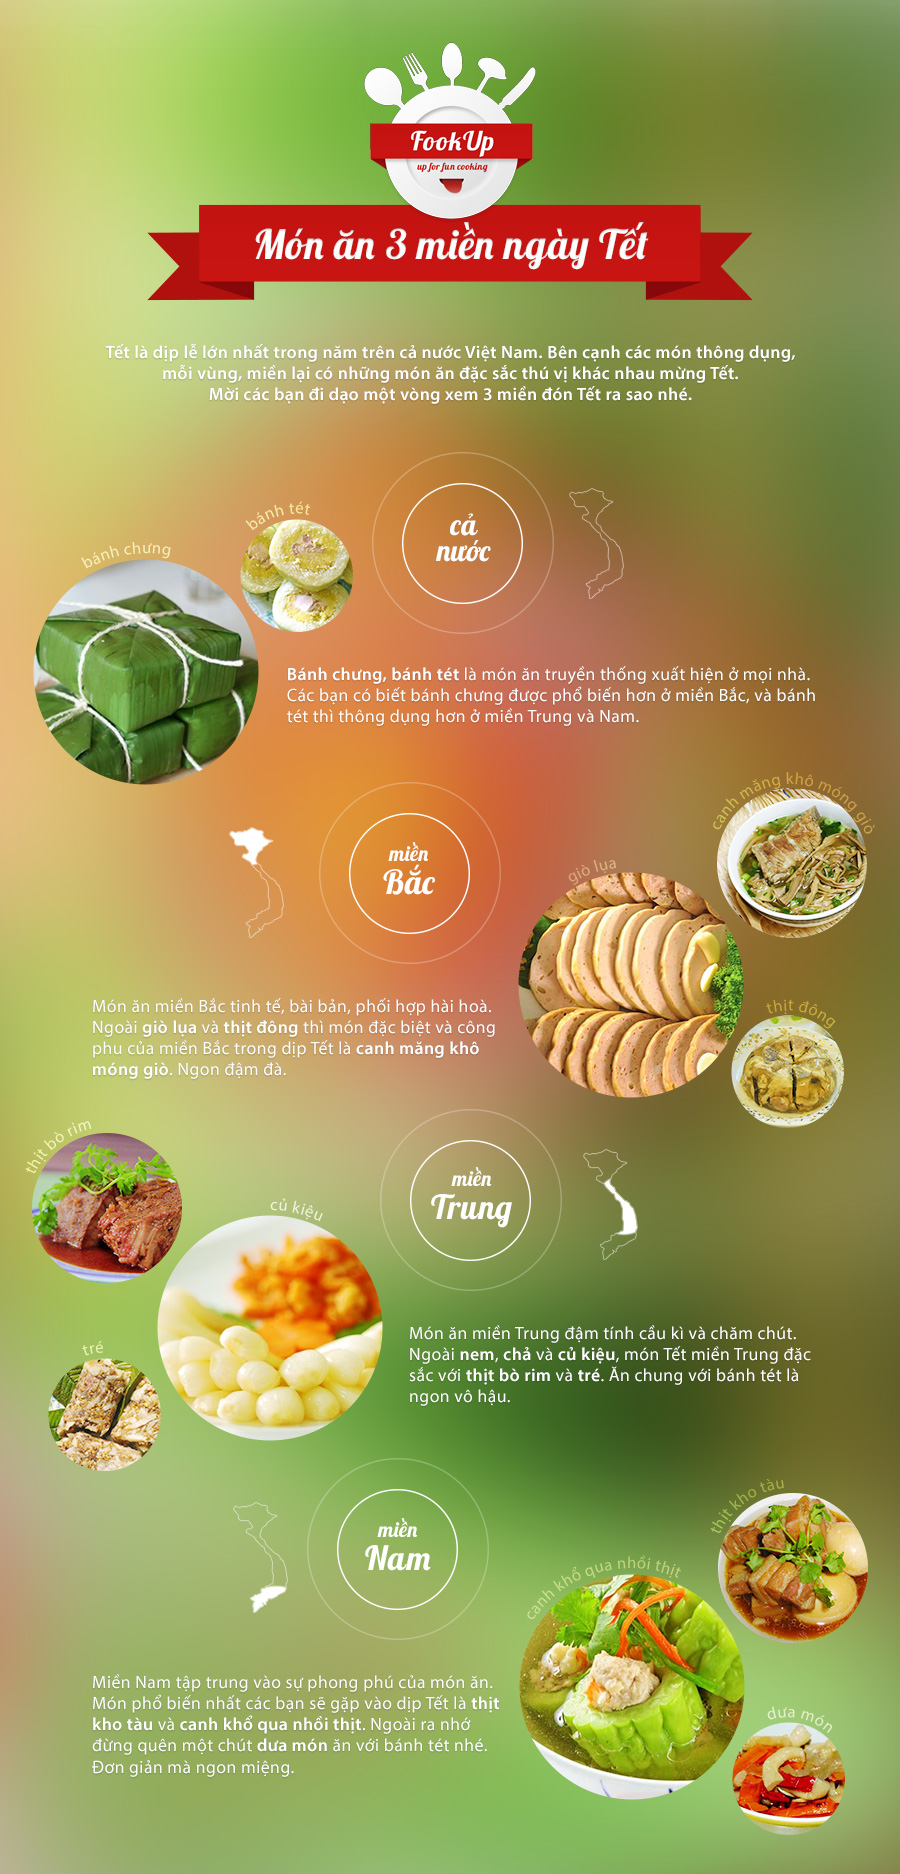 FookUp
up for fun cooking
Món ăn 3 miền ngày Tết
Tết là dịp lễ lớn nhất trong năm trên cả nước Việt Nam. Bên cạnh các món thông dụng,
mỗi vùng, miền lại có những món ăn đặc sắc thú vị khác nhau mừng Tết.
Mời các bạn đi dạo một vòng xem 3 miền đón Tết ra sao nhé.
cả
nước
bánh tét
bánh chưng
Bánh chưng, bánh tét là món ăn truyền thống xuất hiện ở mọi nhà.
Các bạn có biết bánh chưng được phổ biến hơn ở miền Bắc, và bánh
tét thì thông dụng hơn ở miền Trung và Nam.
miền
Bắc
canh măng khô móng giò
giò lụa
thịt đông
Món ăn miền Bắc tinh tế, bài bản, phối hợp hài hoà.
Ngoài giò lụa và thịt đông thì món đặc biệt và công
phu của miền Bắc trong dịp Tết là canh măng khô
móng giò. Ngon đậm đà.
miền
Trung
thịt bò rim
củ kiệu
tré
Món ăn miền Trung đậm tính cầu kì và chăm chút.
Ngoài nem, chả và củ kiệu, món Tết miền Trung đặc
sắc với thịt bò rim và tré. Ăn chung với bánh tét là
ngon vô hậu.
miền
Nam
thịt kho tàu
canh khổ qua nhồi thịt
dưa món
Miền Nam tập trung vào sự phong phú của món ăn.
Món phổ biến nhất các bạn sẽ gặp vào dịp Tết là thịt
kho tàu và canh khổ qua nhồi thịt. Ngoài ra nhớ
đừng quên một chút dưa món ăn với bánh tét nhé.
Đơn giản mà ngon miệng.